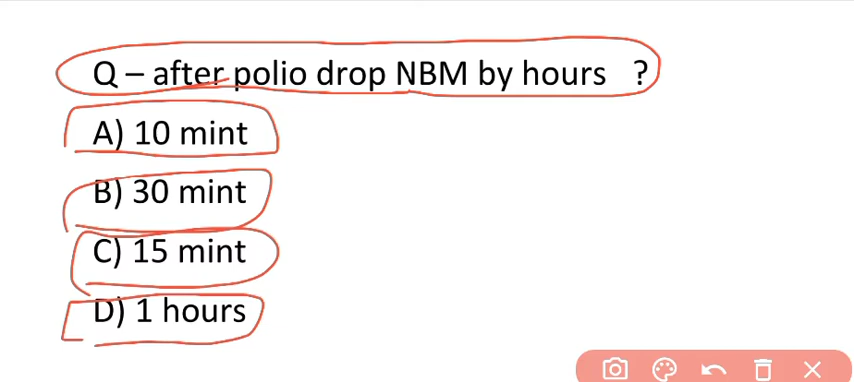 Q – after polio drop NBM by hours ?
A) 10 mint
B) 30 mint
C) 15 mint
D) 1 hours